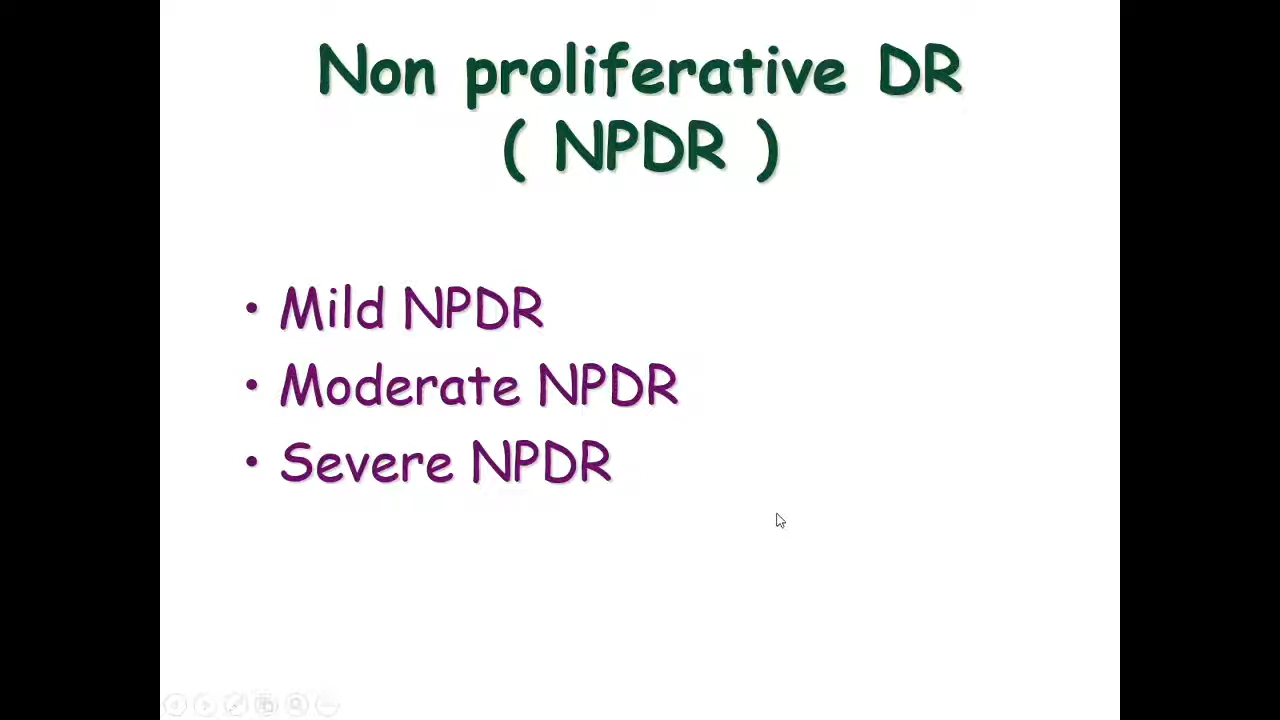 Non proliferative DR
( NPDR )
• Mild NPDR
• Moderate NPDR
• Severe NPDR